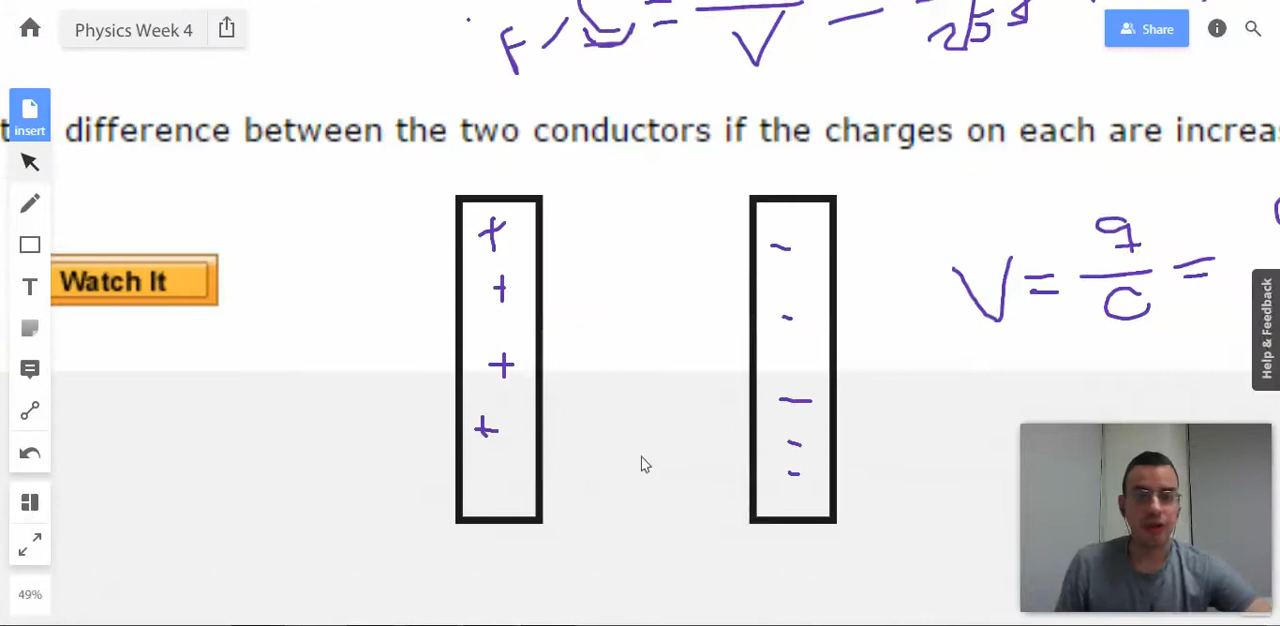 Physics Week 4
Share
insert
difference between the two conductors if the charges on each are increa
Watch It
+ + + +
- - - - -
V = q/c =
T
Help & Feedback
49%